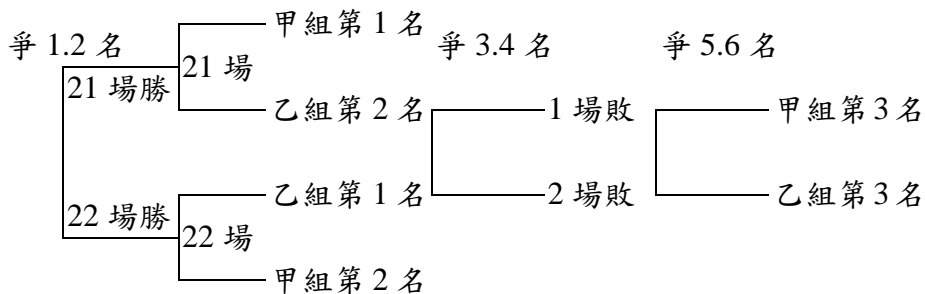 甲組第 1 名
爭 1.2 名
爭 3.4 名
爭 5.6 名
21 場
21 場勝
乙組第 2 名
1 場敗
甲組第 3 名
乙組第 1 名
2 場敗
乙組第 3 名
22 場勝
22 場
甲組第 2 名